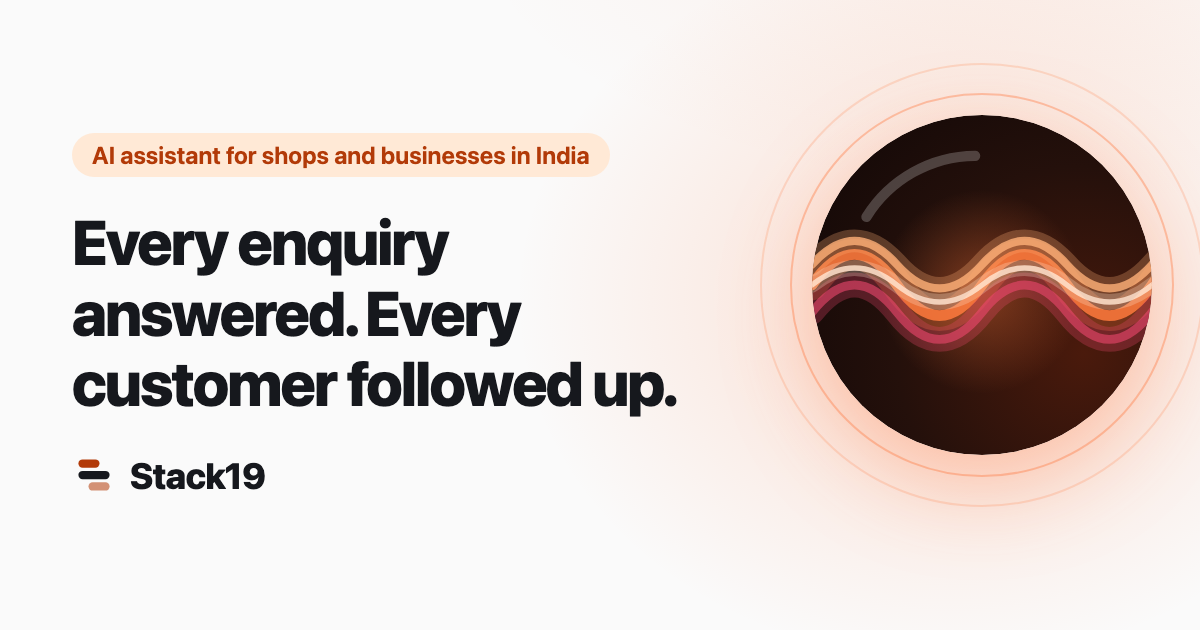 AI assistant for shops and businesses in India
Every enquiry
answered. Every
customer followed up.
Stack19